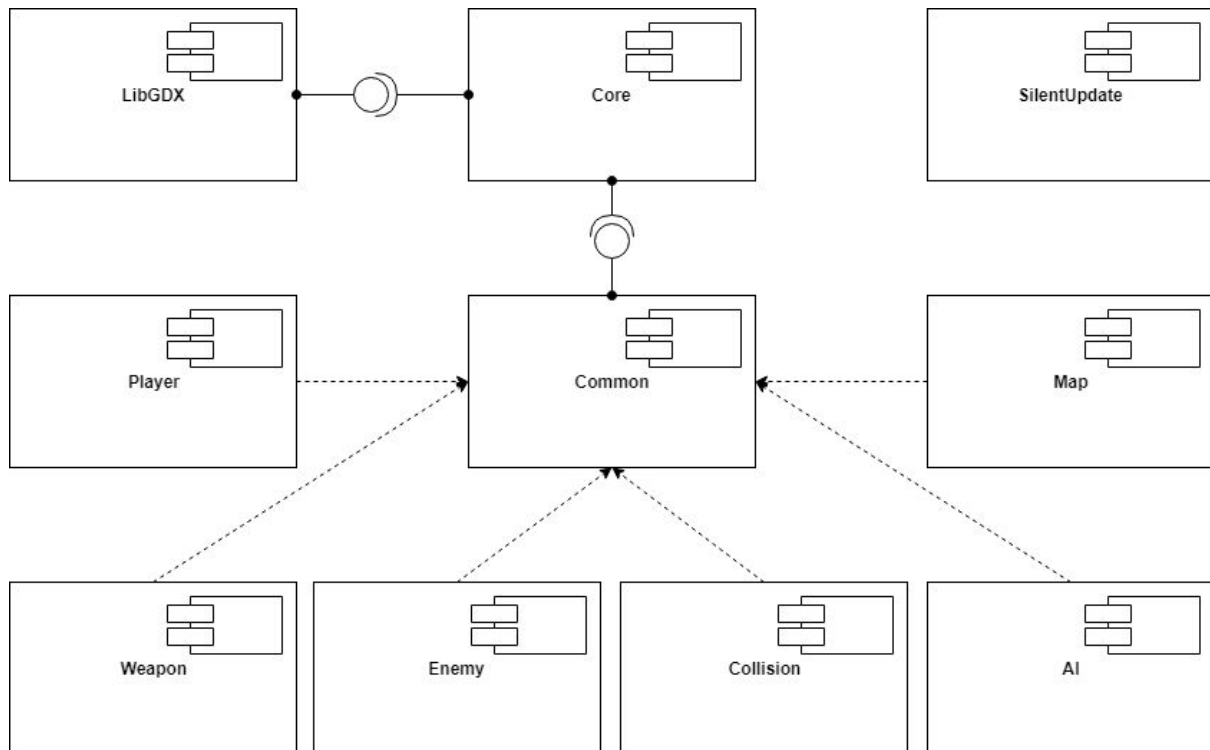 LibGDX
Core
SilentUpdate
Player
Common
Map
Weapon
Enemy
Collision
AI